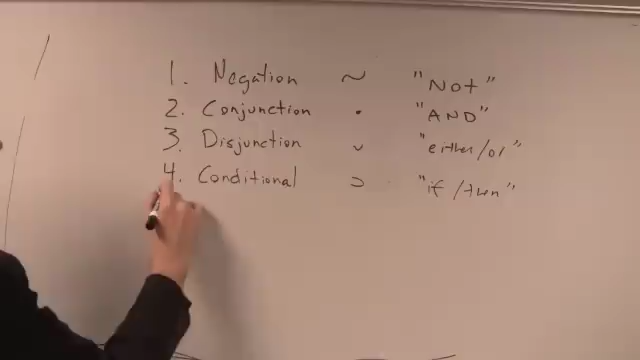 1. Negation ~ "Not"
2. Conjunction • "AND"
3. Disjunction v "either/or"
4. Conditional ⊃ "if/then"